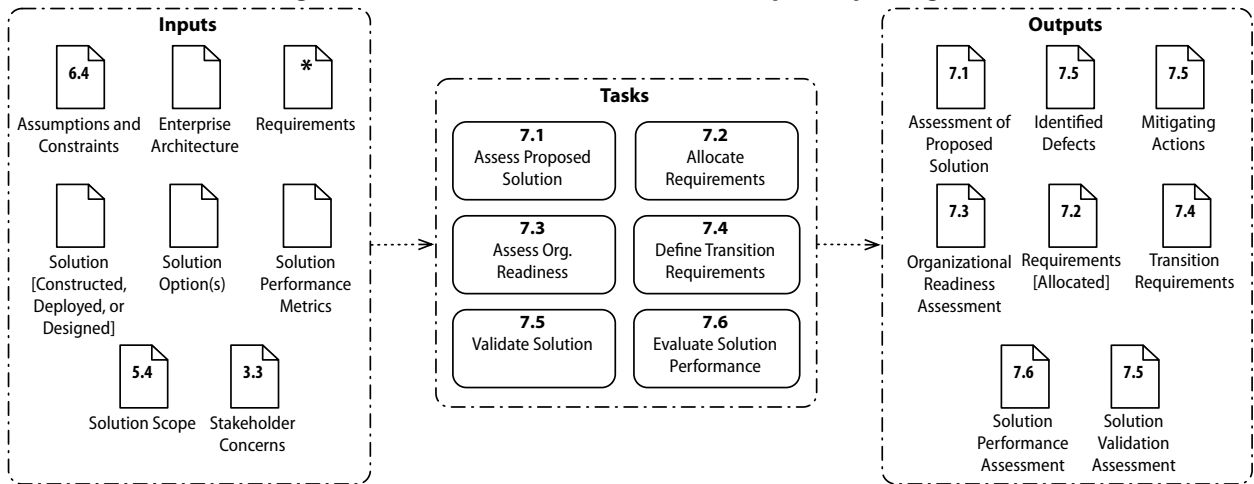 Inputs
6.4
Assumptions and
Constraints
Enterprise
Architecture
*
Requirements
Solution
[Constructed,
Deployed, or
Designed]
Solution
Option(s)
Solution
Performance
Metrics
5.4
Solution Scope
3.3
Stakeholder
Concerns
Tasks
7.1
Assess Proposed
Solution
7.2
Allocate
Requirements
7.3
Assess Org.
Readiness
7.4
Define Transition
Requirements
7.5
Validate Solution
7.6
Evaluate Solution
Performance
Outputs
7.1
Assessment of
Proposed
Solution
7.5
Identified
Defects
7.5
Mitigating
Actions
7.3
Organizational
Readiness
Assessment
7.2
Requirements
[Allocated]
7.4
Transition
Requirements
7.6
Solution
Performance
Assessment
7.5
Solution
Validation
Assessment